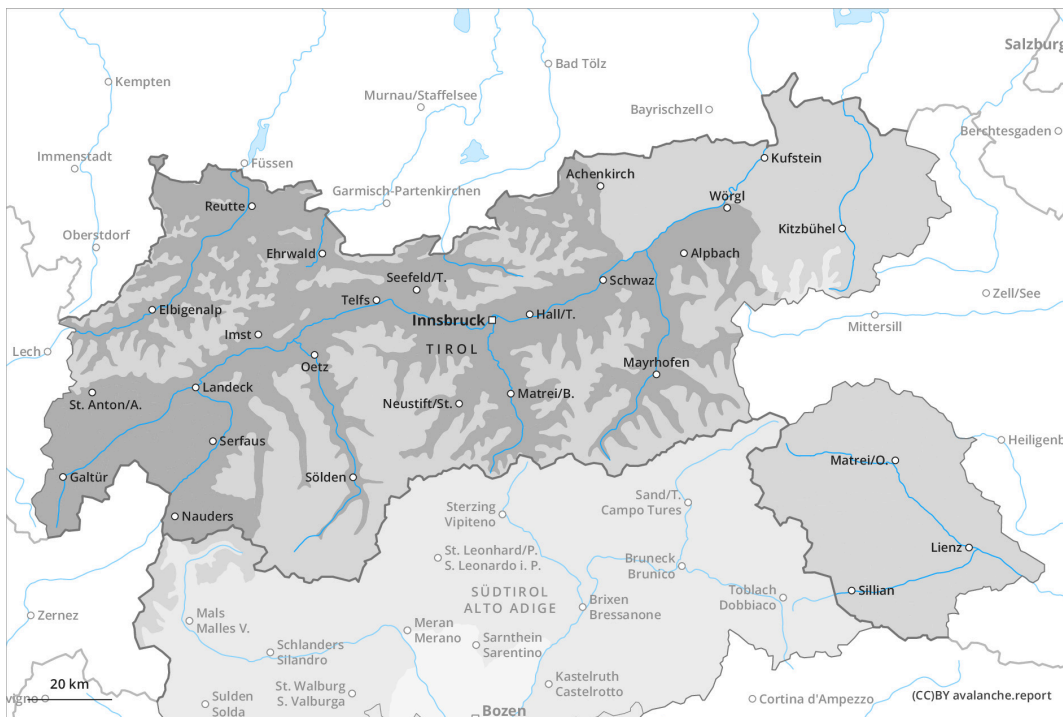 Salzburg
Kempten
Bad Tölz
Murnau/Staffelsee
Bayrischzell
Berchtesgaden
Immenstadt
Füssen
Kufstein
Achenkirch
Garmisch-Partenkirchen
Reutte
Wörgl
Oberstdorf
Kitzbühel
Ehrwald
Alpbach
Seefeld/T.
Schwaz
Zell/See
Telfs
Elbigenalp
Innsbruck
Hall/T.
Mittersill
Imst
TIROL
Lech
Oetz
Mayrhofen
Landeck
Matrei/B.
St. Anton/A.
Neustift/St.
Serfaus
Heiligenb
Matrei/O.
Galtür
Sölden
Sand/T.
Campo Tures
Sterzing
Vipiteno
Nauders
Lienz
St. Leonhard/P.
S. Leonardo i. P.
Bruneck
Brunico
SÜDTIROL
ALTO ADIGE
Toblach
Dobbiaco
Sillian
Brixen
Bressanone
Zernez
Mals
Malles V.
Meran
Merano
Sarnthein
Sarentino
Schlanders
Silandro
Kastelruth
Castelrotto
20 km
St. Walburg
S. Valburga
Sulden
Solda
vigno
Cortina d'Ampezzo
(CC)BY avalanche.report
Bozen